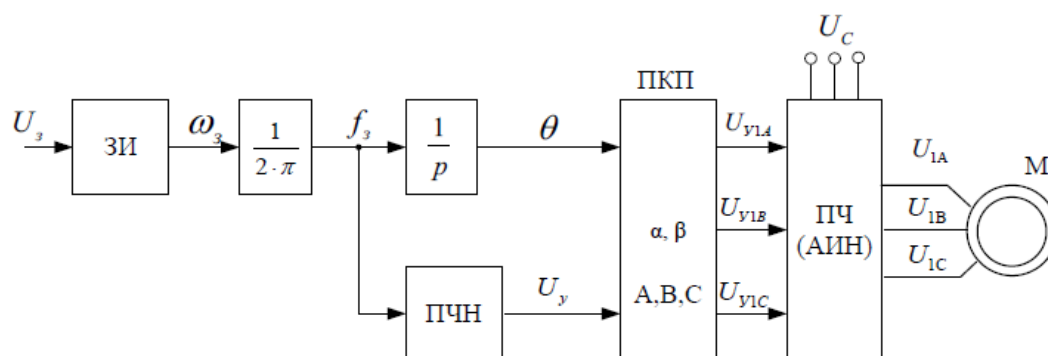 U_C
ПКП
U_з
ЗИ
ω_з
1 / 2·π
f_з
1 / p
θ
U_У1A
U_1A
М
α, β
U_У1B
ПЧ
(АИН)
U_1B
ПЧН
U_у
А,В,С
U_У1C
U_1C